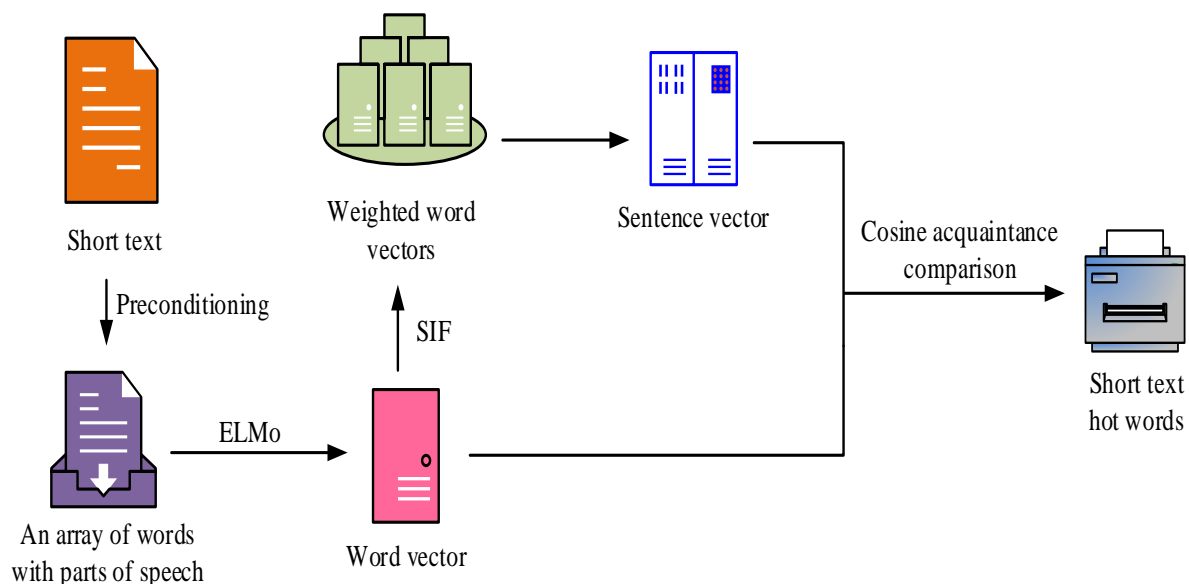 Short text
Preconditioning
An array of words
with parts of speech
ELMo
Word vector
SIF
Weighted word
vectors
Sentence vector
Cosine acquaintance
comparison
Short text
hot words